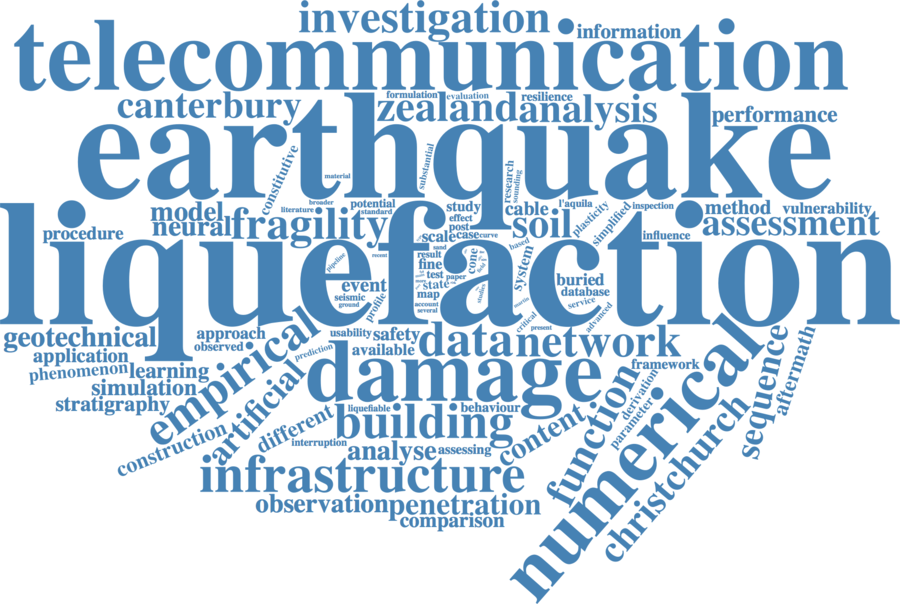 investigation
information
telecommunication
formulation
evaluation
resilience
canterbury
zealand
analysis
performance
earthquake
constitutive
material
substantial
research
sounding
broader
literature
potential
standard
study
effect
post
cable
l'aquila
plasticity
simplified
inspection
method
vulnerability
model
neural
fragility
soil
assessment
procedure
scale
case
curve
influence
liquefaction
sand
based
result
fine
test
state
map
account
several
cone
paper
studies
system
pipeline
recent
event
seismic
ground
profile
buried
database
service
martin
critical
present
advanced
geotechnical
approach
observed
usability
safety
available
data
network
application
phenomenon
learning
simulation
stratigraphy
empirical
prediction
artificial
damage
framework
numerical
sequence
aftermath
construction
different
liquefiable
behaviour
interruption
building
content
function
derivation
parameter
analyse
assessing
christchurch
infrastructure
observation
penetration
comparison